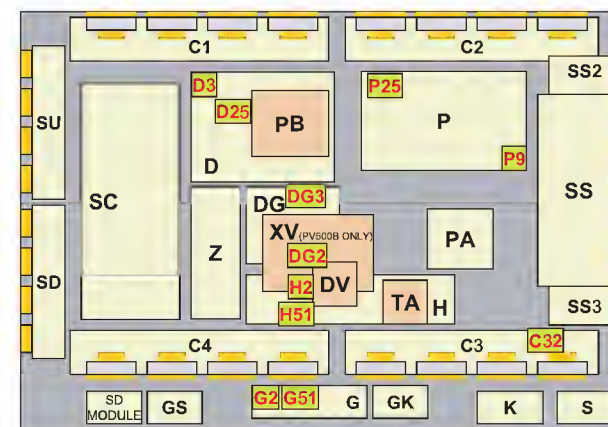 C1
C2
SS2
SU
D3
D25
PB
P25
P
D
P9
SC
SS
DG3
DG
XV (PV500B ONLY)
PA
Z
DG2
SD
H2
DV
TA
H
SS3
H51
C4
C3
C32
SD
MODULE
GS
G2
G51
G
GK
K
S